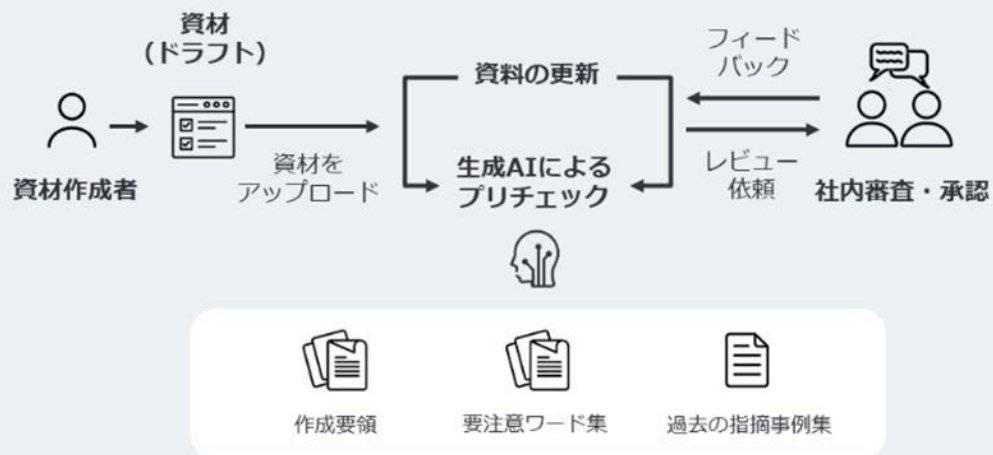 資材
（ドラフト）
資材作成者
資材を
アップロード
資料の更新
生成AIによる
プリチェック
フィード
バック
レビュー
依頼
社内審査・承認
作成要領
要注意ワード集
過去の指摘事例集